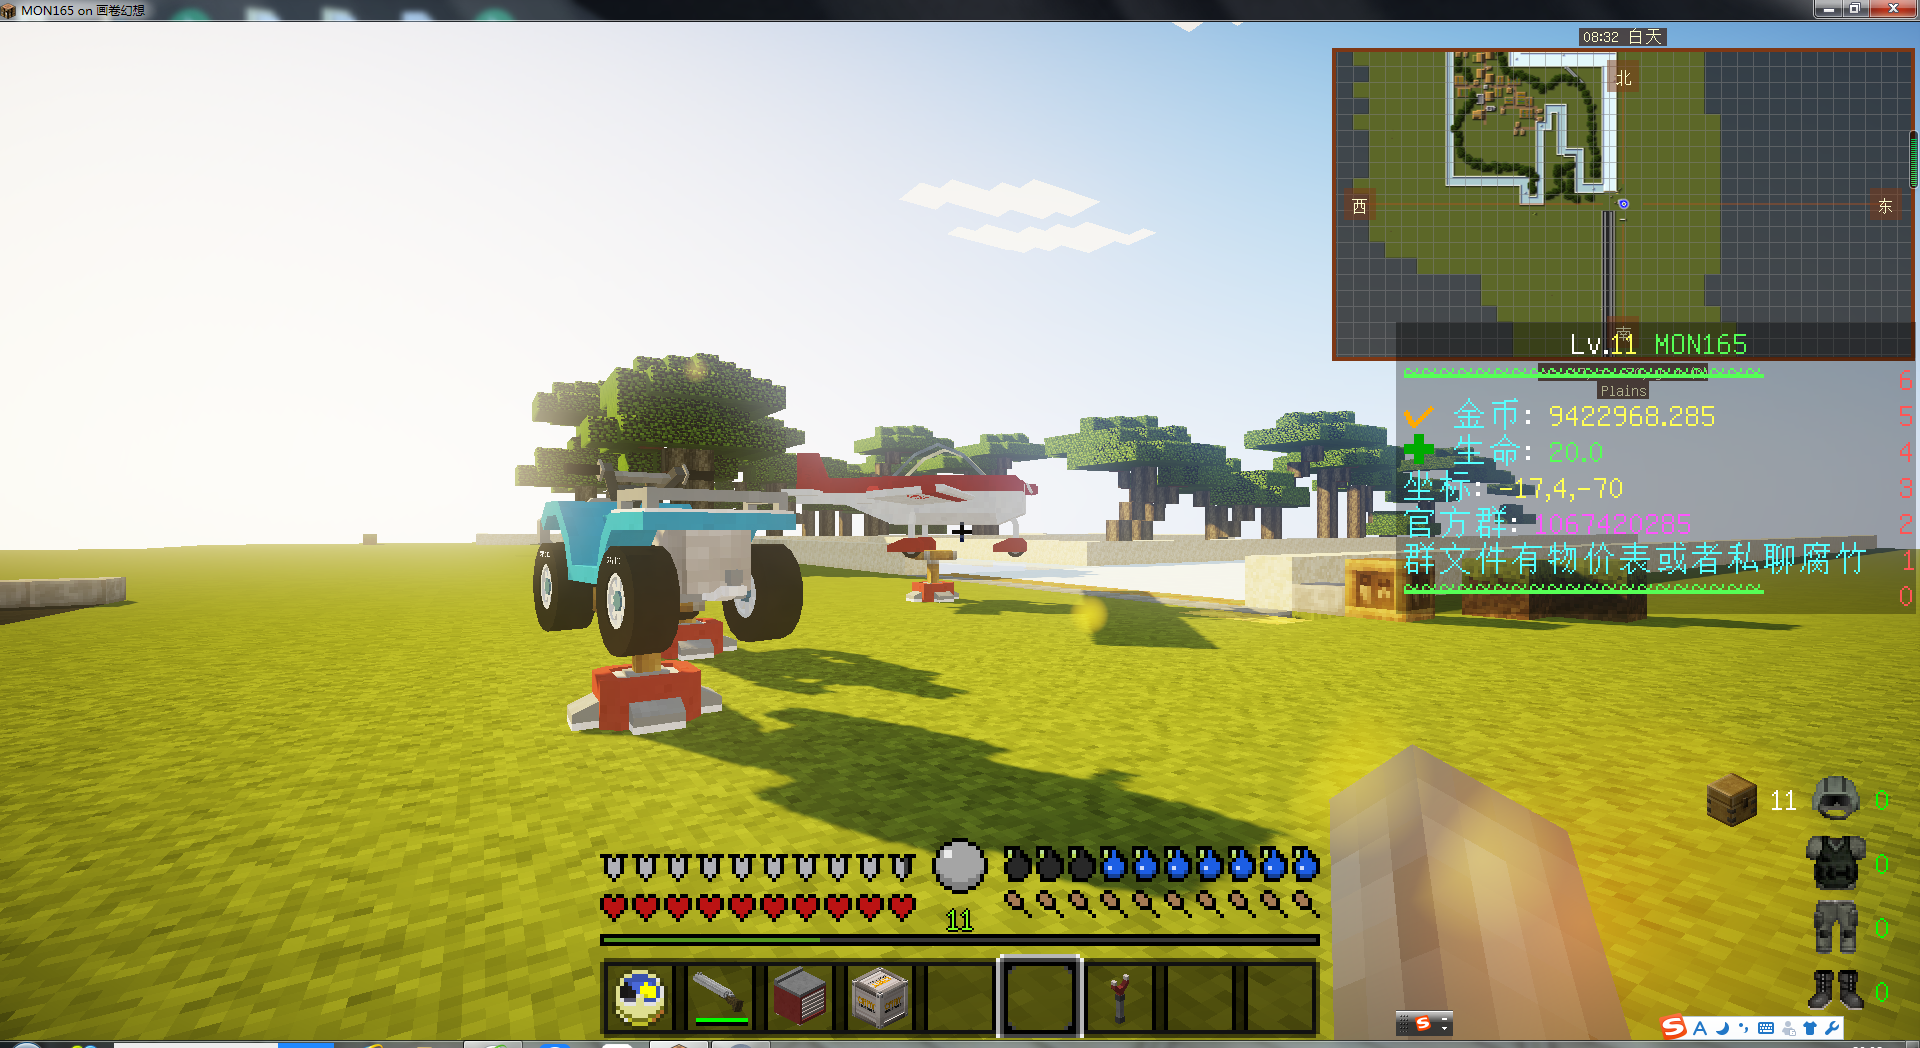 MON165 on 画卷幻想
08:32 白天
北
西
东
南
Lv.11 MON165
Plains
6
金币: 9422968.285
5
生命: 20.0
4
坐标: -17,4,-70
3
官方群: 1067420285
2
群文件有物价表或者私聊腐竹
1
0
11
0
0
0
0
11